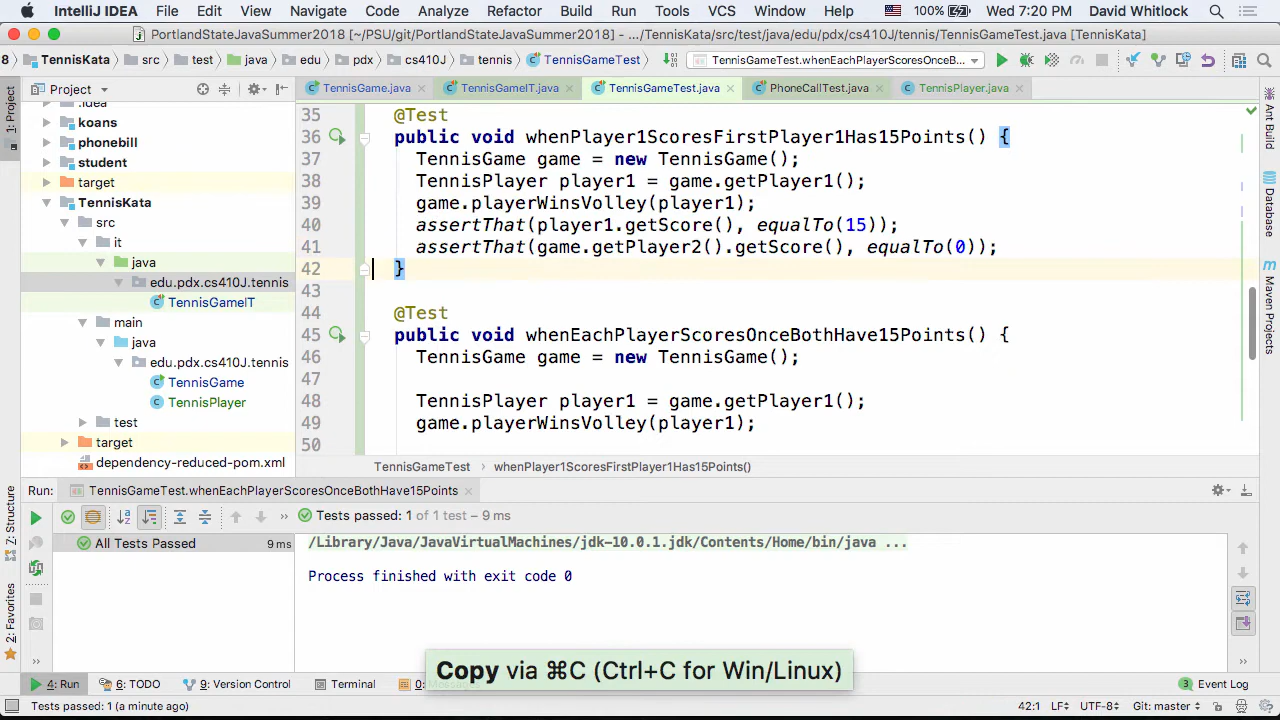 IntelliJ IDEA File Edit View Navigate Code Analyze Refactor Build Run Tools VCS Window Help 100% Wed 7:20 PM David Whitlock
PortlandStateJavaSummer2018 [~/PSU/git/PortlandStateJavaSummer2018] - .../TennisKata/src/test/java/edu/pdx/cs410J/tennis/TennisGameTest.java [TennisKata]
8 TennisKata src test java edu pdx cs410J tennis TennisGameTest TennisGameTest.whenEachPlayerScoresOnceB...
1: Project
Project
TennisGame.java TennisGameIT.java TennisGameTest.java PhoneCallTest.java TennisPlayer.java
.idea
koans
phonebill
student
target
TennisKata
src
it
java
edu.pdx.cs410J.tennis
TennisGameIT
main
java
edu.pdx.cs410J.tennis
TennisGame
TennisPlayer
test
target
dependency-reduced-pom.xml
35 @Test
36 public void whenPlayer1ScoresFirstPlayer1Has15Points() {
37 TennisGame game = new TennisGame();
38 TennisPlayer player1 = game.getPlayer1();
39 game.playerWinsVolley(player1);
40 assertThat(player1.getScore(), equalTo(15));
41 assertThat(game.getPlayer2().getScore(), equalTo(0));
42 }
43
44 @Test
45 public void whenEachPlayerScoresOnceBothHave15Points() {
46 TennisGame game = new TennisGame();
47
48 TennisPlayer player1 = game.getPlayer1();
49 game.playerWinsVolley(player1);
50
TennisGameTest whenPlayer1ScoresFirstPlayer1Has15Points()
Ant Build
Database
Maven Projects
Run: TennisGameTest.whenEachPlayerScoresOnceBothHave15Points
Tests passed: 1 of 1 test – 9 ms
All Tests Passed 9 ms
/Library/Java/JavaVirtualMachines/jdk-10.0.1.jdk/Contents/Home/bin/java ...
Process finished with exit code 0
7: Structure
2: Favorites
Copy via ⌘C (Ctrl+C for Win/Linux)
4: Run 6: TODO 9: Version Control Terminal 0: Messages 3 Event Log
Tests passed: 1 (a minute ago) 42:1 LF UTF-8 Git: master